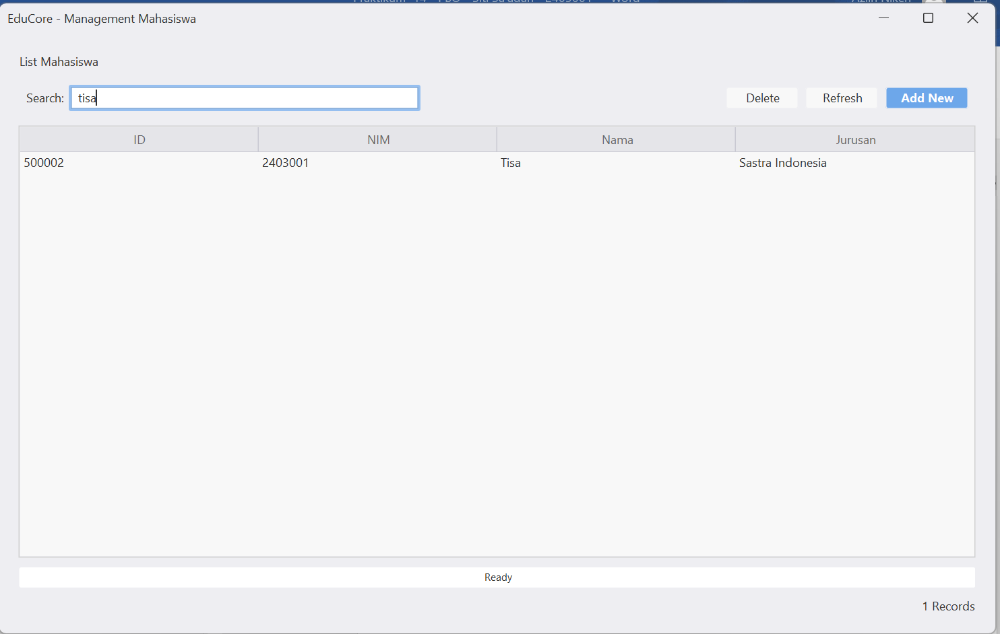 EduCore - Management Mahasiswa
List Mahasiswa
Search: tisa Delete Refresh Add New
ID NIM Nama Jurusan
500002 2403001 Tisa Sastra Indonesia
Ready
1 Records